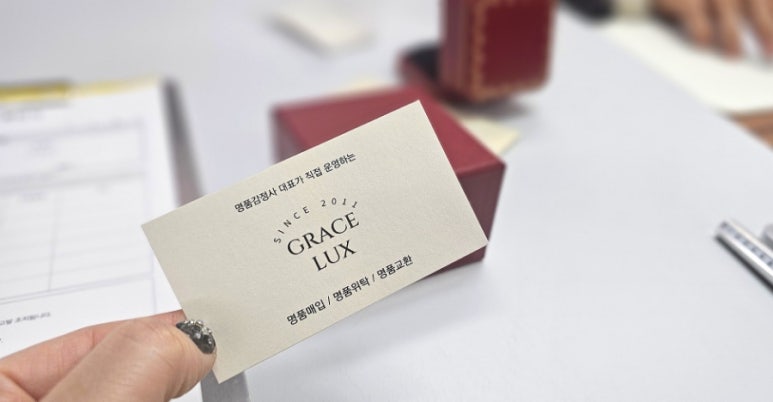 명품감정사 대표가 직접 운영하는
SINCE 2011
GRACE
LUX
명품매입 / 명품위탁 / 명품교환